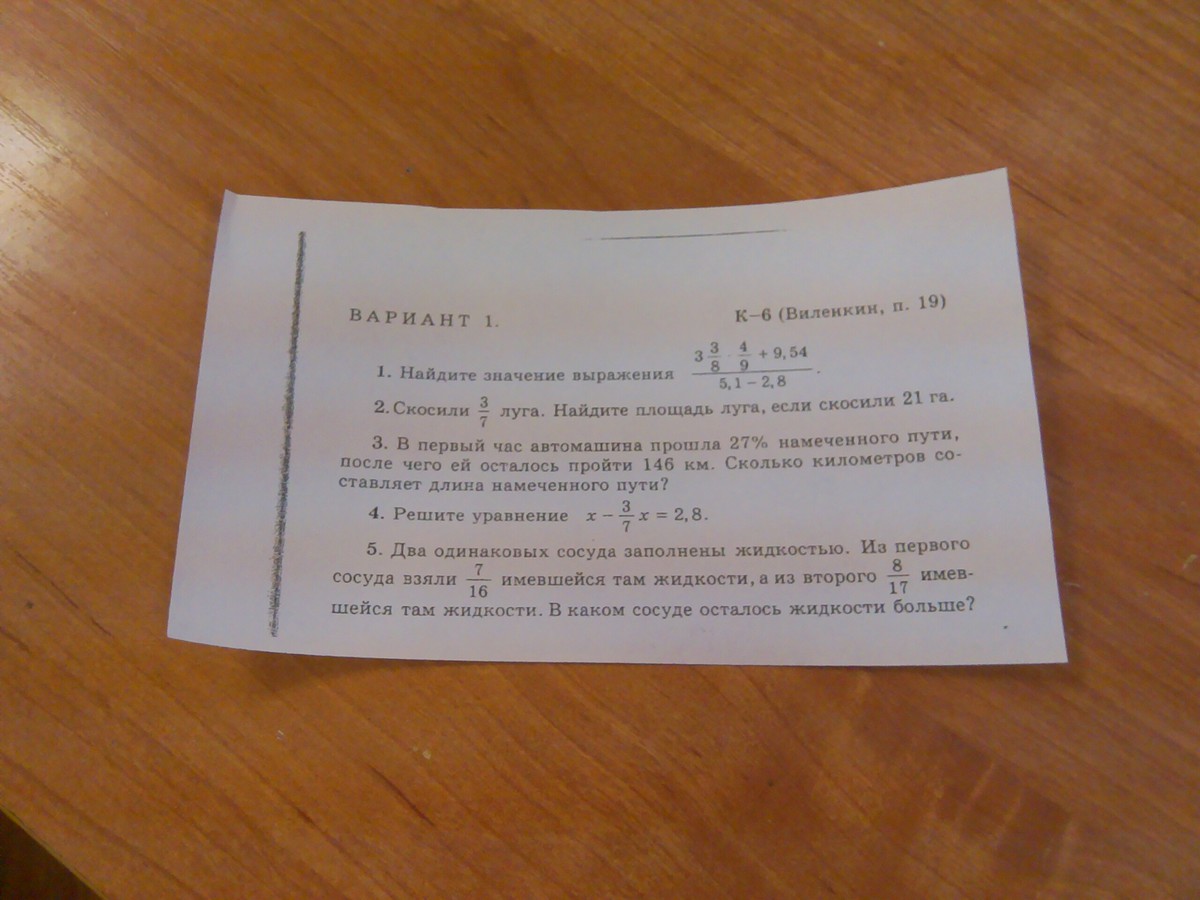 ВАРИАНТ 1. К–6 (Виленкин, п. 19)
1. Найдите значение выражения (3 3/8 · 4/9 + 9,54)/(5,1 – 2,8).
2. Скосили 3/7 луга. Найдите площадь луга, если скосили 21 га.
3. В первый час автомашина прошла 27% намеченного пути,
после чего ей осталось пройти 146 км. Сколько километров со-
ставляет длина намеченного пути?
4. Решите уравнение x – 3/7 x = 2,8.
5. Два одинаковых сосуда заполнены жидкостью. Из первого
сосуда взяли 7/16 имевшейся там жидкости, а из второго 8/17 имев-
шейся там жидкости. В каком сосуде осталось жидкости больше?